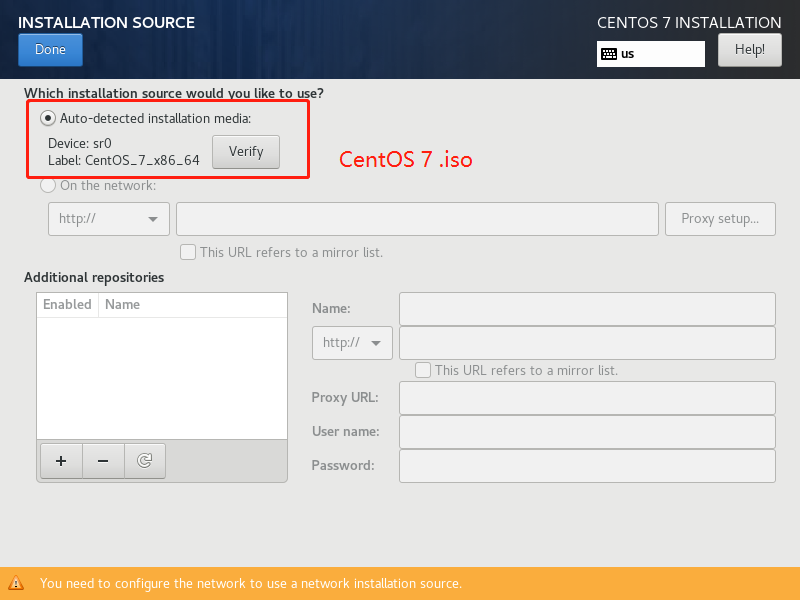 INSTALLATION SOURCE
CENTOS 7 INSTALLATION
Done
us
Help!
Which installation source would you like to use?
Auto-detected installation media:
Device: sr0
Label: CentOS_7_x86_64
Verify
CentOS 7 .iso
On the network:
http://
Proxy setup...
This URL refers to a mirror list.
Additional repositories
Enabled Name
Name:
http://
This URL refers to a mirror list.
Proxy URL:
User name:
Password:
You need to configure the network to use a network installation source.